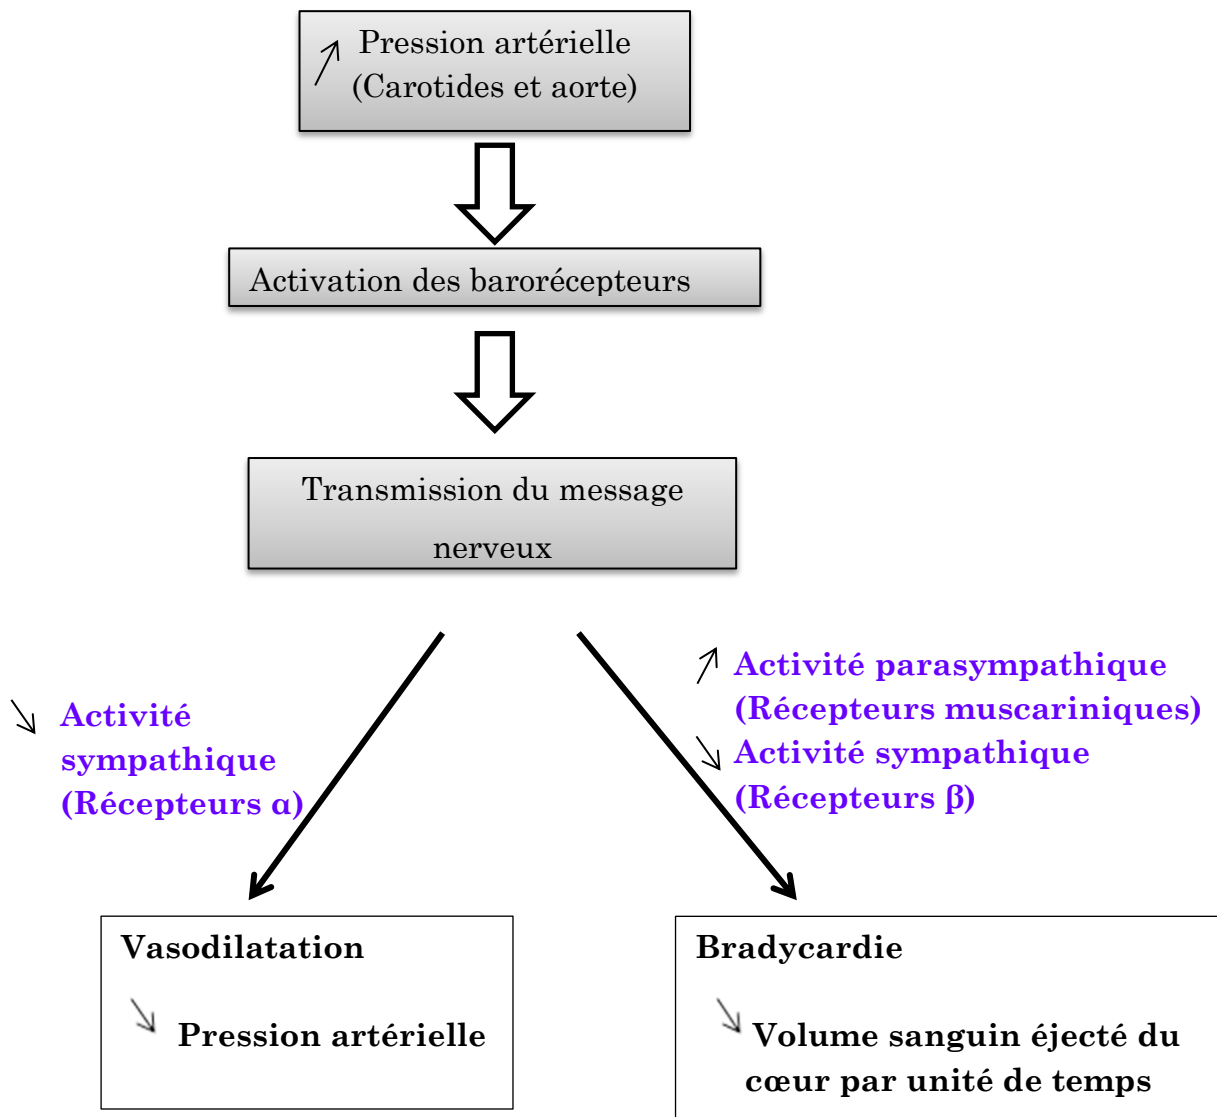 Pression artérielle
(Carotides et aorte)
Activation des barorécepteurs
Transmission du message
nerveux
Activité
sympathique
(Récepteurs α)
Activité parasympathique
(Récepteurs muscariniques)
Activité sympathique
(Récepteurs β)
Vasodilatation
Pression artérielle
Bradycardie
Volume sanguin éjecté du
cœur par unité de temps